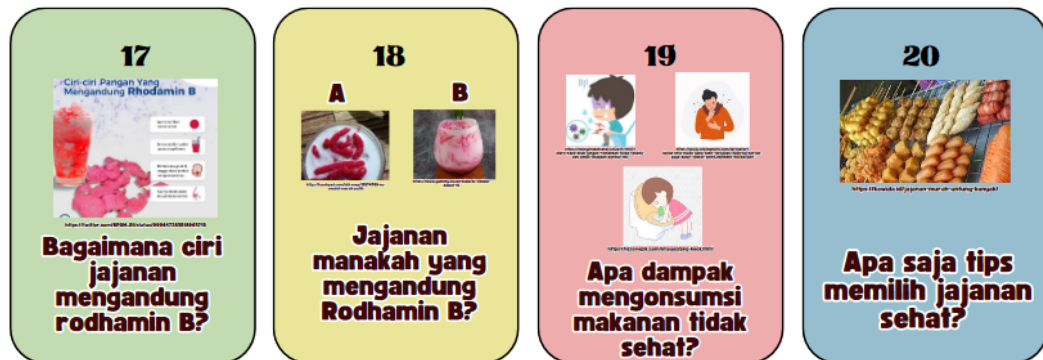 17
Ciri-ciri Pangan Yang
Mengandung Rhodamin B
Bagaimana ciri
jajanan
mengandung
rodhamin B?
18
A B
Jajanan
manakah yang
mengandung
Rodhamin B?
19
Apa dampak
mengonsumsi
makanan tidak
sehat?
20
Apa saja tips
memilih jajanan
sehat?